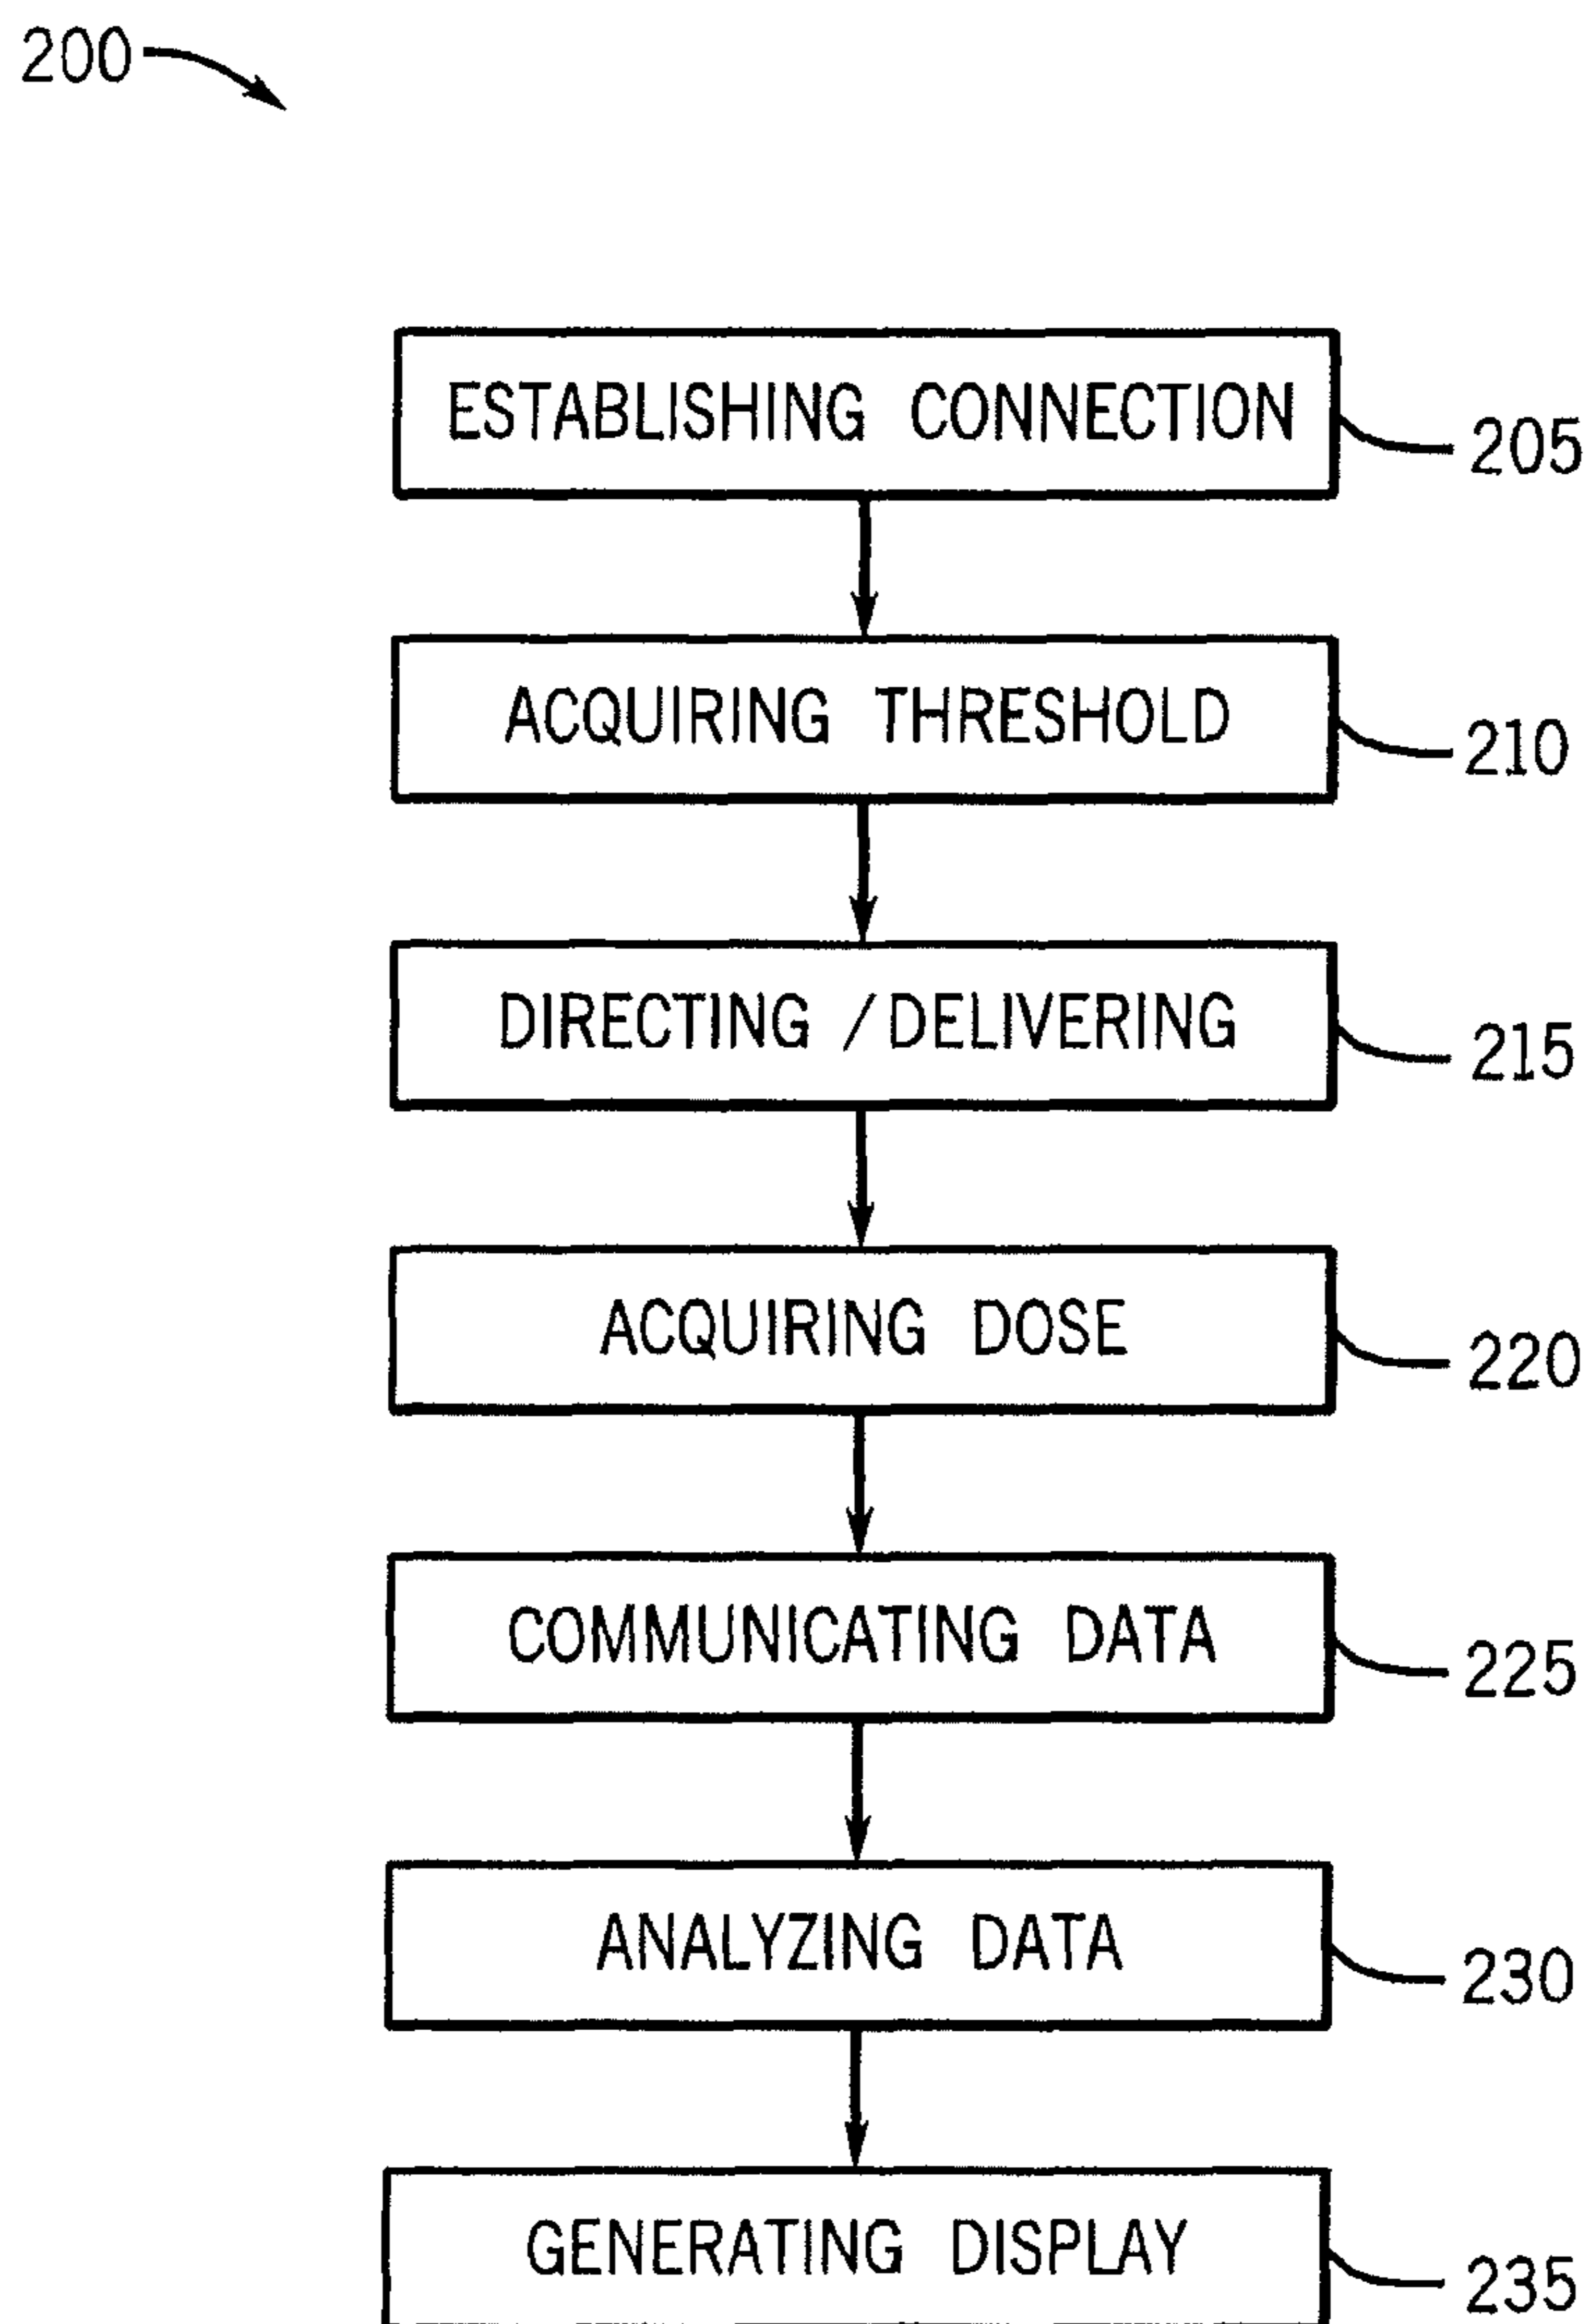 200
ESTABLISHING CONNECTION
205
ACQUIRING THRESHOLD
210
DIRECTING / DELIVERING
215
ACQUIRING DOSE
220
COMMUNICATING DATA
225
ANALYZING DATA
230
GENERATING DISPLAY
235